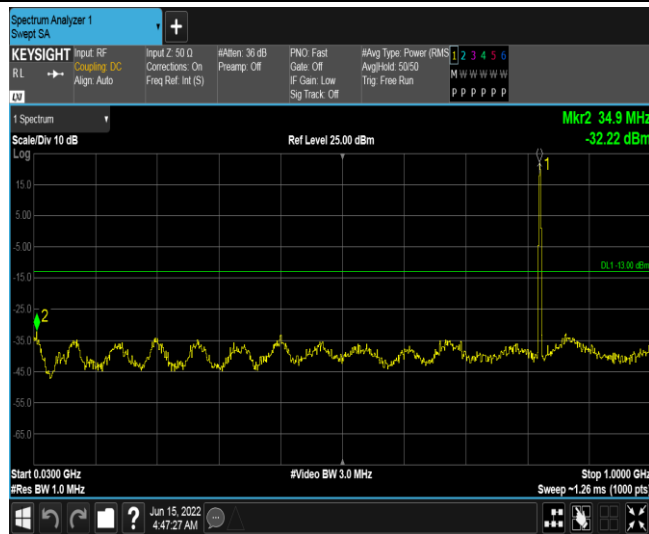 Spectrum Analyzer 1
Swept SA
+
KEYSIGHT
RL
Input: RF
Coupling: DC
Align: Auto
Input Z: 50 Ω
Corrections: On
Freq Ref: Int (S)
#Atten: 36 dB
Preamp: Off
PNO: Fast
Gate: Off
IF Gain: Low
Sig Track: Off
#Avg Type: Power (RMS
Avg|Hold: 50/50
Trig: Free Run
1 2 3 4 5 6
M W W W W W
P P P P P P
1 Spectrum
Scale/Div 10 dB
Ref Level 25.00 dBm
Mkr2 34.9 MHz
-32.22 dBm
Log
15.0
5.00
-5.00
-15.0
-25.0
-35.0
-45.0
-55.0
-65.0
1
2
DL1 -13.00 dBm
Start 0.0300 GHz
#Res BW 1.0 MHz
#Video BW 3.0 MHz
Stop 1.0000 GHz
Sweep ~1.26 ms (1000 pts)
?
Jun 15, 2022
4:47:27 AM